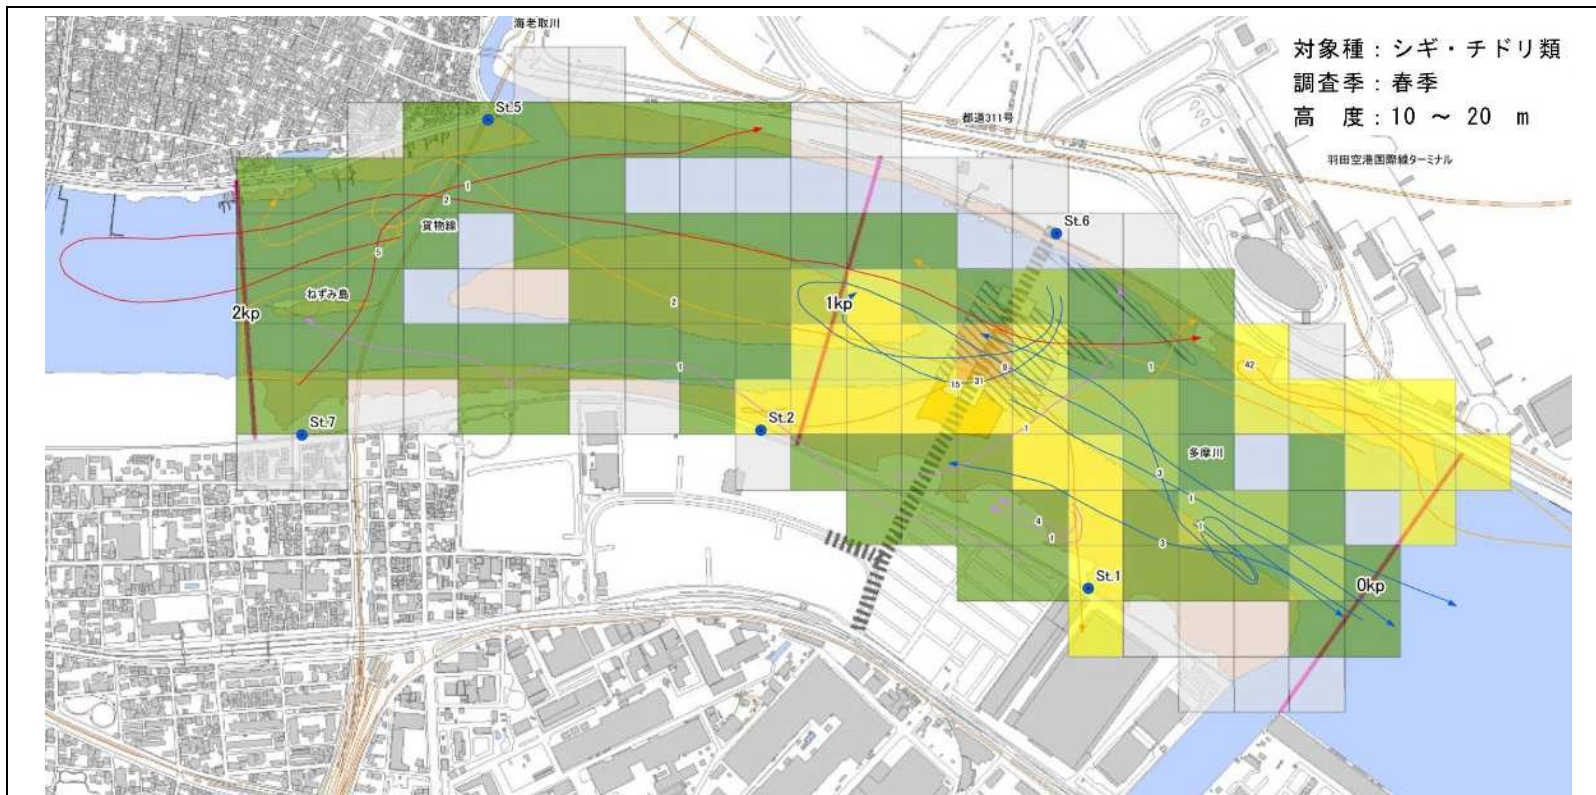 海老取川
対象種：シギ・チドリ類
調査季：春季
高　度：10 ～ 20　m
St.5
都道311号
羽田空港国際線ターミナル
1
2
貨物線
St.6
5
ねずみ島
2kp
2
1kp
1
9
15
31
1
42
St.7
St.2
1
多摩川
3
1
4
1
1
3
St.1
0kp